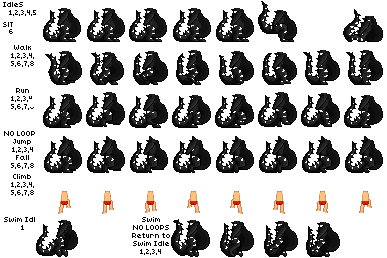 IdleS
1,2,3,4,5
SIT
6
Walk
1,2,3,4,
5,6,7,8
Run
1,2,3,4
5,6,7,
NO LOOP
Jump
1,2,3,4
Fall
5,6,7,8
Climb
1,2,3,4,
5,6,7,8
Swim Idl
1
Swim
NO LOOPS
Return to
Swim Idle
1,2,3,4